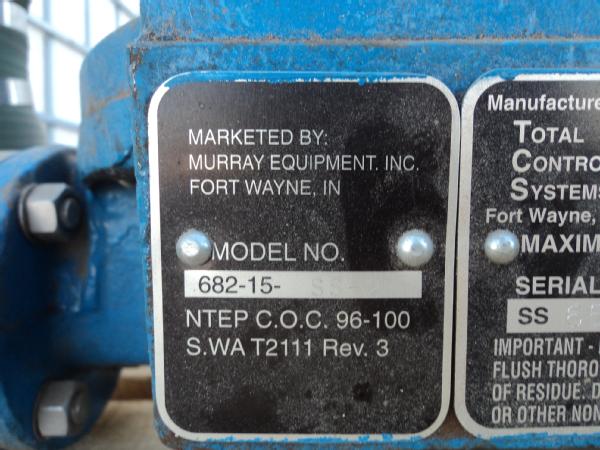 MARKETED BY:
MURRAY EQUIPMENT. INC.
FORT WAYNE, IN
MODEL NO.
682-15-
NTEP C.O.C. 96-100
S.WA T2111 Rev. 3
Manufacture
TOTAL
CONTRO
SYSTEMS
Fort Wayne,
MAXIM
SERIAL
SS
IMPORTANT -
FLUSH THORO
OF RESIDUE. D
OR OTHER NON